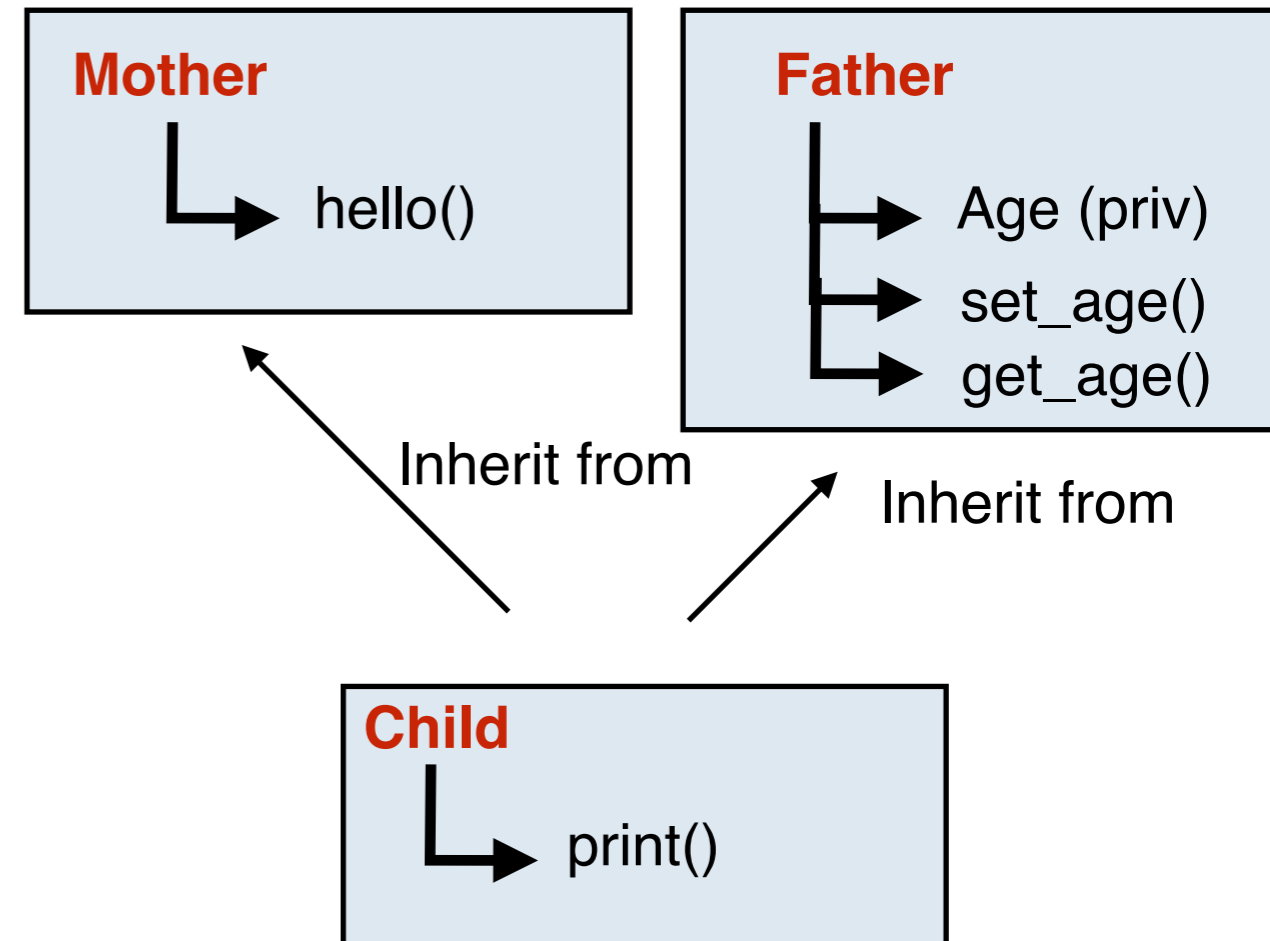 Mother
hello()
Father
Age (priv)
set_age()
get_age()
Inherit from
Inherit from
Child
print()